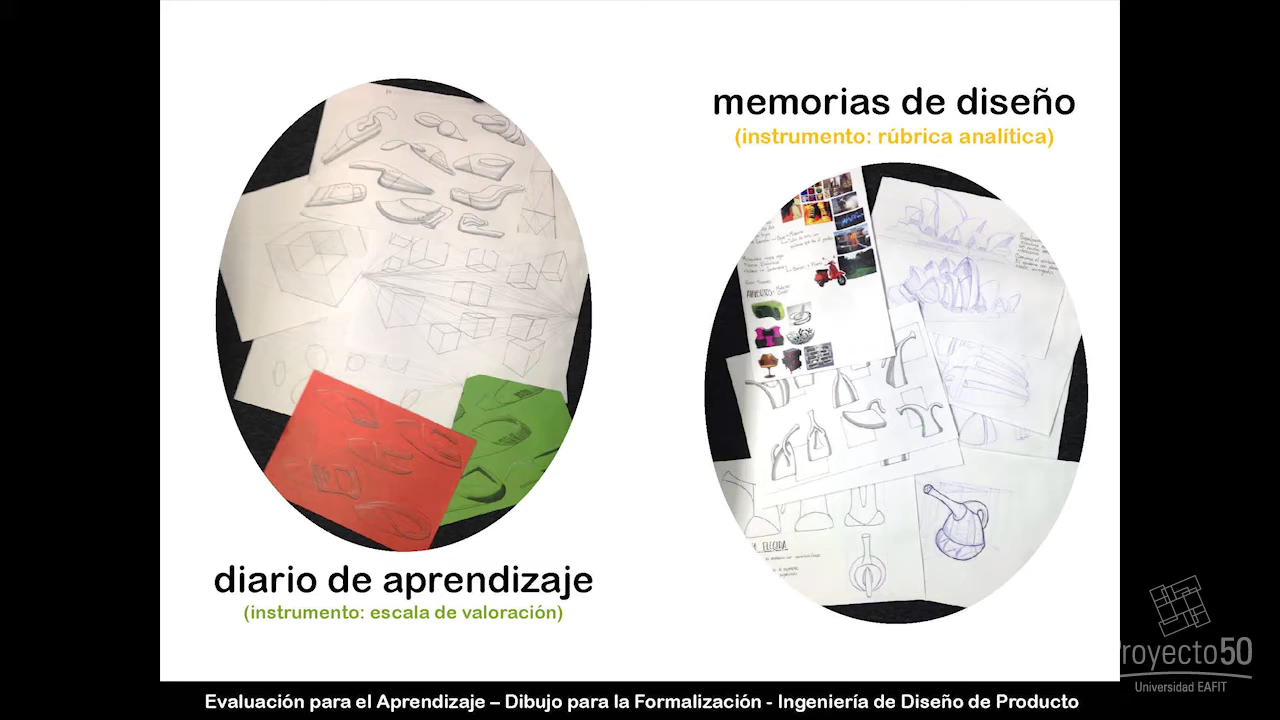 memorias de diseño
(instrumento: rúbrica analítica)
diario de aprendizaje
(instrumento: escala de valoración)
Proyecto50
Universidad EAFIT
Evaluación para el Aprendizaje – Dibujo para la Formalización - Ingeniería de Diseño de Producto